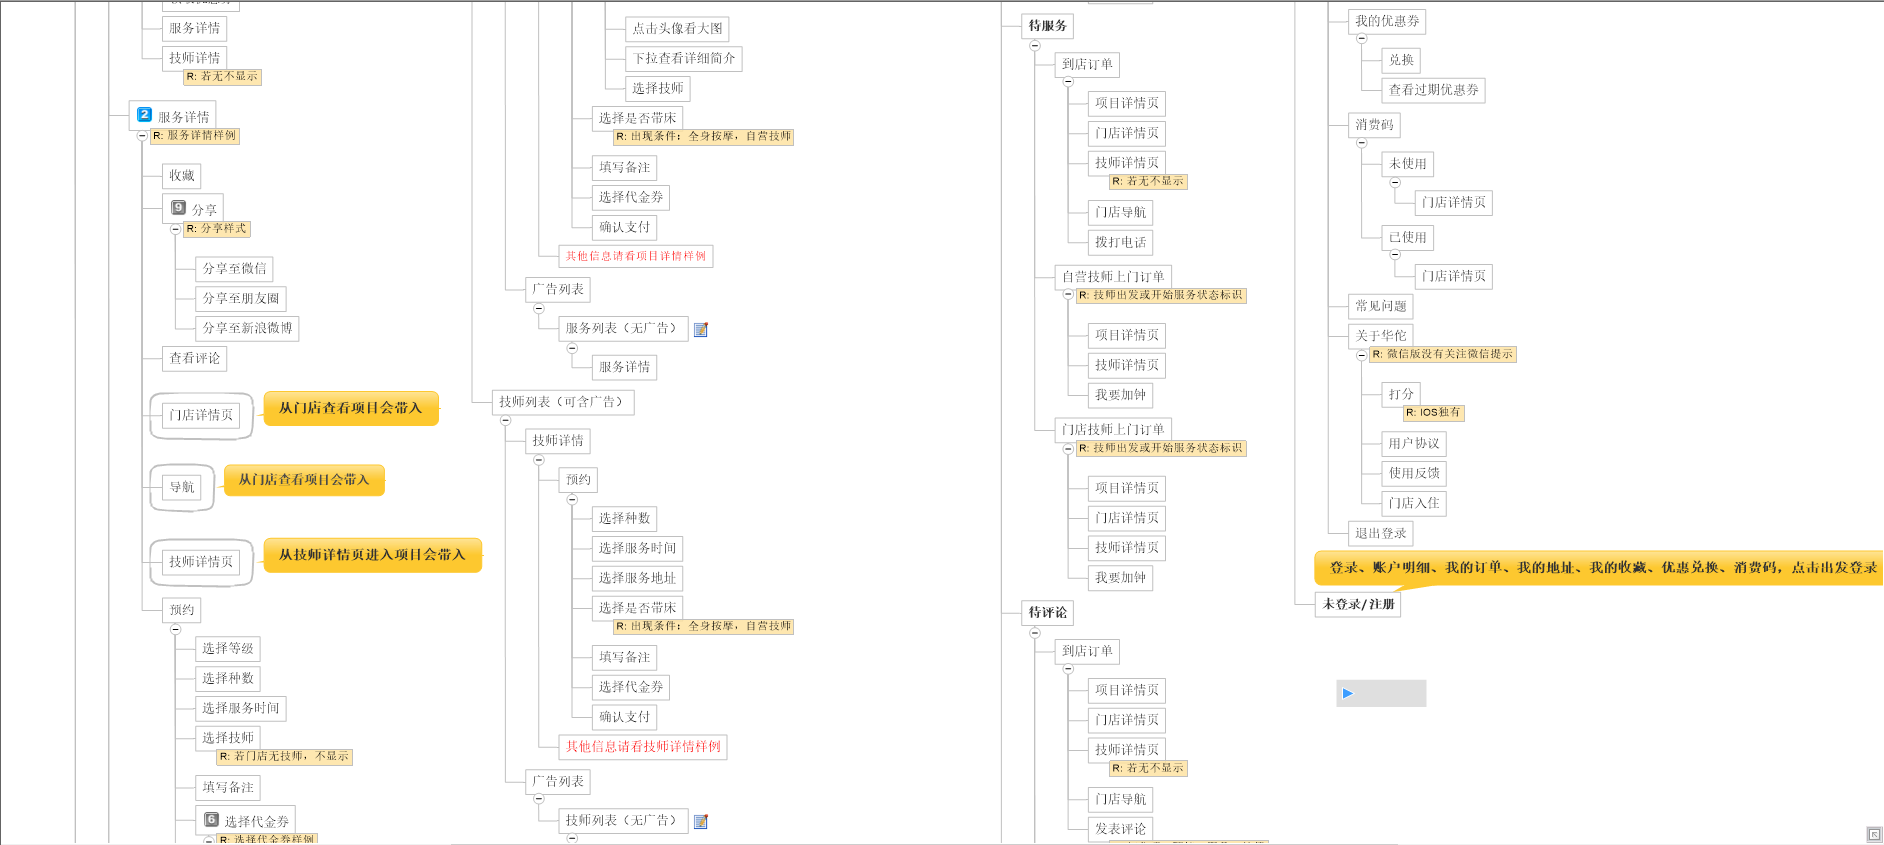 服务详情
技师详情
R: 若无不显示
2 服务详情
R: 服务详情样例
收藏
9 分享
R: 分享样式
分享至微信
分享至朋友圈
分享至新浪微博
查看评论
门店详情页
从门店查看项目会带入
导航
从门店查看项目会带入
技师详情页
从技师详情页进入项目会带入
预约
选择等级
选择种数
选择服务时间
选择技师
R: 若门店无技师，不显示
填写备注
6 选择代金券
R: 选择代金券样例
点击头像看大图
下拉查看详细简介
选择技师
选择是否带床
R: 出现条件：全身按摩，自营技师
填写备注
选择代金券
确认支付
其他信息请看项目详情样例
广告列表
服务列表（无广告）
服务详情
技师列表（可含广告）
技师详情
预约
选择种数
选择服务时间
选择服务地址
选择是否带床
R: 出现条件：全身按摩，自营技师
填写备注
选择代金券
确认支付
其他信息请看技师详情样例
广告列表
技师列表（无广告）
待服务
到店订单
项目详情页
门店详情页
技师详情页
R: 若无不显示
门店导航
拨打电话
自营技师上门订单
R: 技师出发或开始服务状态标识
项目详情页
技师详情页
我要加钟
门店技师上门订单
R: 技师出发或开始服务状态标识
项目详情页
门店详情页
技师详情页
我要加钟
待评论
到店订单
项目详情页
门店详情页
技师详情页
R: 若无不显示
门店导航
发表评论
我的优惠券
兑换
查看过期优惠券
消费码
未使用
门店详情页
已使用
门店详情页
常见问题
关于华佗
R: 微信版没有关注微信提示
打分
R: IOS独有
用户协议
使用反馈
门店入住
退出登录
登录、账户明细、我的订单、我的地址、我的收藏、优惠兑换、消费码，点击出发登录
未登录/注册